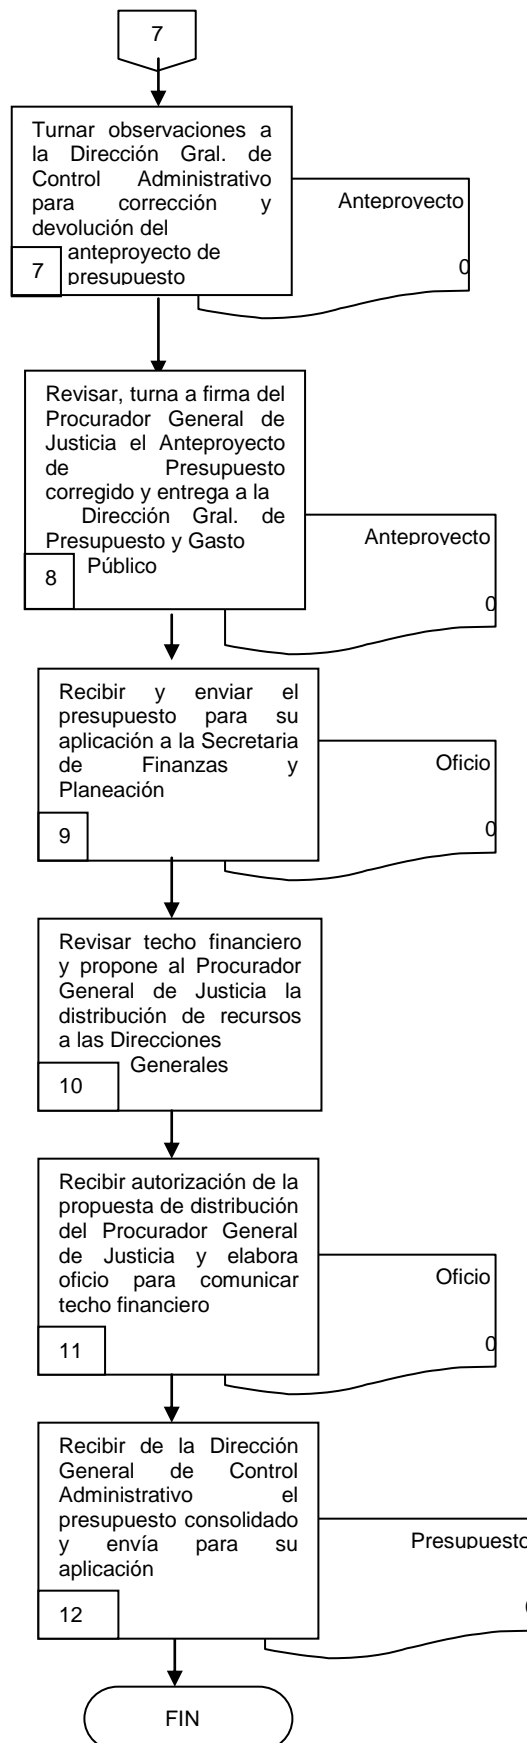 7
Turnar observaciones a
la Dirección Gral. de
Control Administrativo
para corrección y
devolución del
anteproyecto de
presupuesto
7
Anteproyecto
0
Revisar, turna a firma del
Procurador General de
Justicia el Anteproyecto
de Presupuesto
corregido y entrega a la
Dirección Gral. de
Presupuesto y Gasto
Público
8
Anteproyecto
0
Recibir y enviar el
presupuesto para su
aplicación a la Secretaria
de Finanzas y
Planeación
9
Oficio
0
Revisar techo financiero
y propone al Procurador
General de Justicia la
distribución de recursos
a las Direcciones
Generales
10
Recibir autorización de la
propuesta de distribución
del Procurador General
de Justicia y elabora
oficio para comunicar
techo financiero
11
Oficio
0
Recibir de la Dirección
General de Control
Administrativo el
presupuesto consolidado
y envía para su
aplicación
12
Presupuesto
FIN